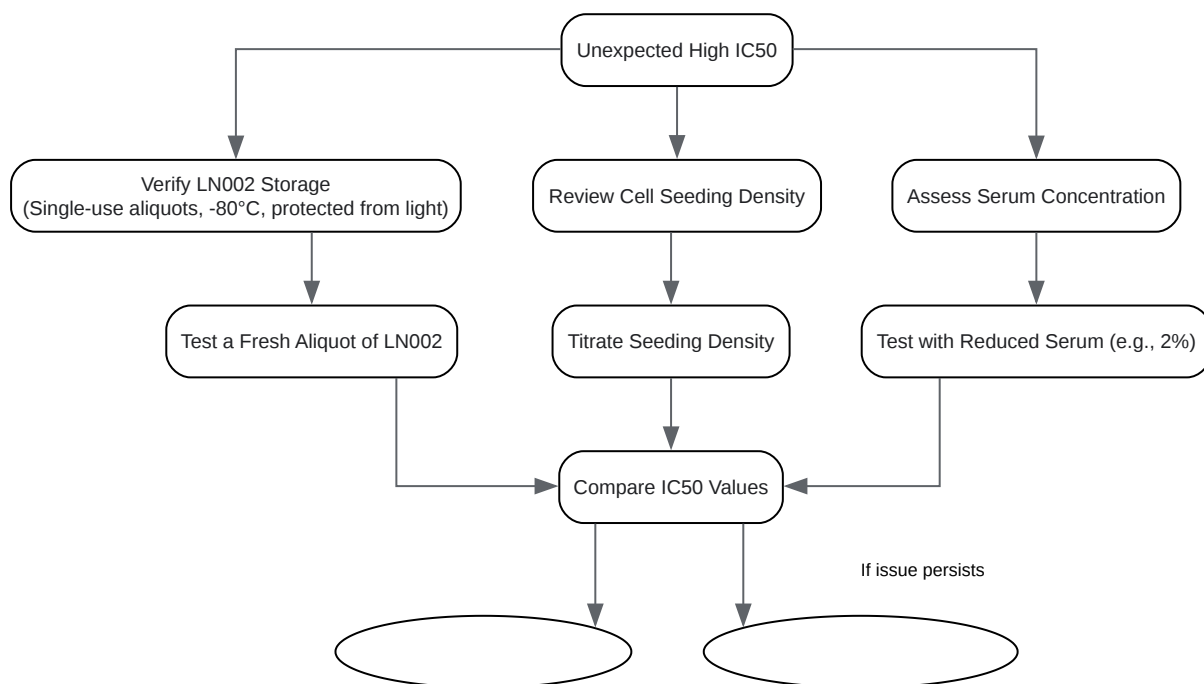 Unexpected High IC50
Verify LN002 Storage
(Single-use aliquots, -80°C, protected from light)
Review Cell Seeding Density
Assess Serum Concentration
Test a Fresh Aliquot of LN002
Titrate Seeding Density
Test with Reduced Serum (e.g., 2%)
Compare IC50 Values
If issue persists